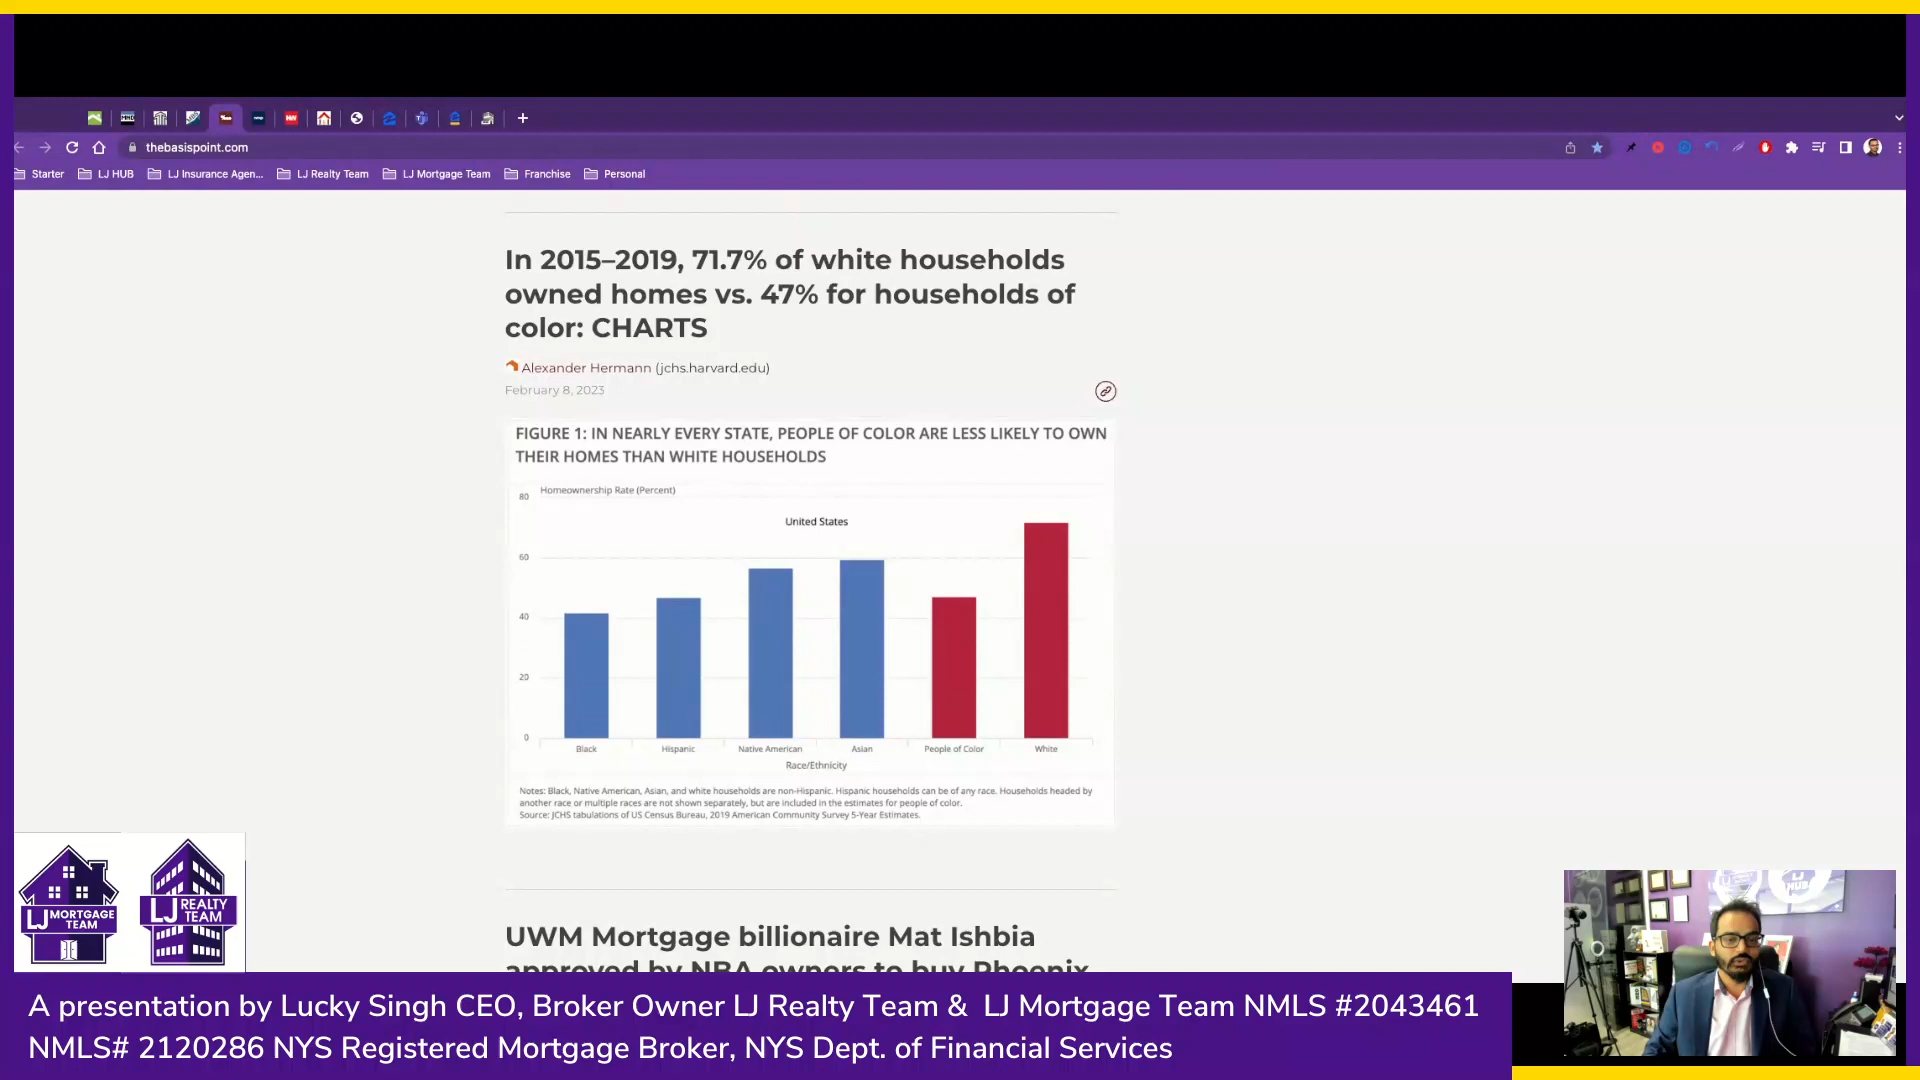 thebasispoint.com
Starter
LJ HUB
LJ Insurance Agen...
LJ Realty Team
LJ Mortgage Team
Franchise
Personal
In 2015–2019, 71.7% of white households
owned homes vs. 47% for households of
color: CHARTS
Alexander Hermann (jchs.harvard.edu)
February 8, 2023
FIGURE 1: IN NEARLY EVERY STATE, PEOPLE OF COLOR ARE LESS LIKELY TO OWN
THEIR HOMES THAN WHITE HOUSEHOLDS
Homeownership Rate (Percent)
80
United States
60
40
20
0
Black
Hispanic
Native American
Asian
People of Color
White
Race/Ethnicity
Notes: Black, Native American, Asian, and white households are non-Hispanic. Hispanic households can be of any race. Households headed by
another race or multiple races are not shown separately, but are included in the estimates for people of color.
Source: JCHS tabulations of US Census Bureau, 2019 American Community Survey 5-Year Estimates.
UWM Mortgage billionaire Mat Ishbia
approved by NBA owners to buy Phoenix
LJ MORTGAGE
TEAM
LJ REALTY
TEAM
A presentation by Lucky Singh CEO, Broker Owner LJ Realty Team & LJ Mortgage Team NMLS #2043461
NMLS# 2120286 NYS Registered Mortgage Broker, NYS Dept. of Financial Services